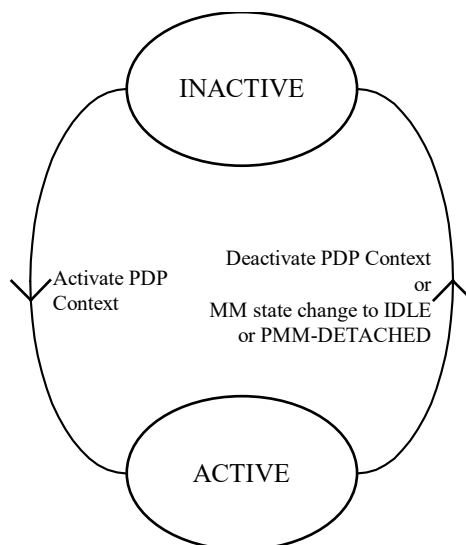 INACTIVE
Activate PDP
Context
Deactivate PDP Context
or
MM state change to IDLE
or PMM-DETACHED
ACTIVE